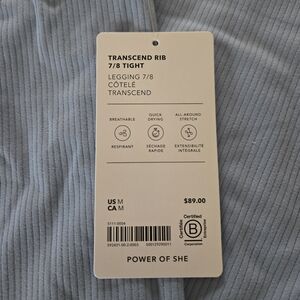 TRANSCEND RIB
7/8 TIGHT
LEGGING 7/8
CÔTELÉ
TRANSCEND
BREATHABLE
QUICK
DRYING
ALL-AROUND
STRETCH
RESPIRANT
SÉCHAGE
RAPIDE
EXTENSIBILITÉ
INTÉGRALE
US M
CA M
$89.00
Certified
B
Corporation
POWER OF SHE